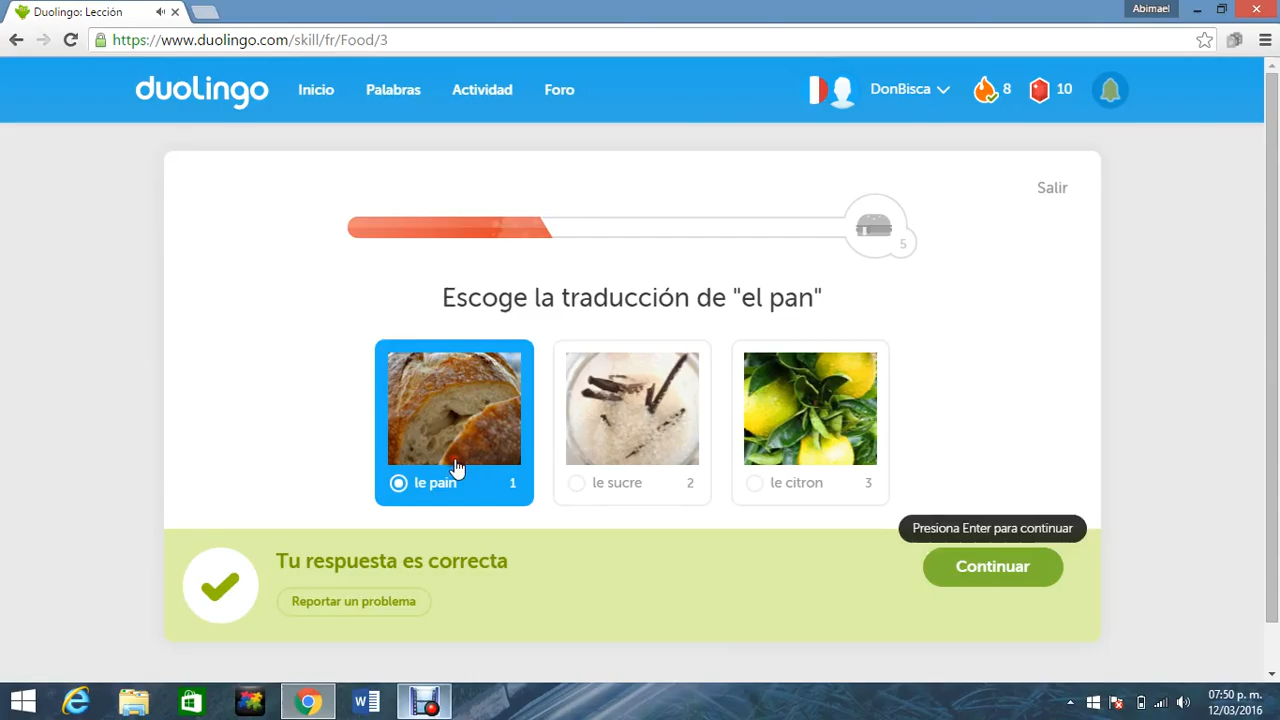 Duolingo: Lección
Abimael
https://www.duolingo.com/skill/fr/Food/3
duolingo Inicio Palabras Actividad Foro DonBisca 8 10
Salir
5
Escoge la traducción de "el pan"
le pain 1
le sucre 2
le citron 3
Presiona Enter para continuar
Tu respuesta es correcta
Continuar
Reportar un problema
07:50 p. m.
12/03/2016